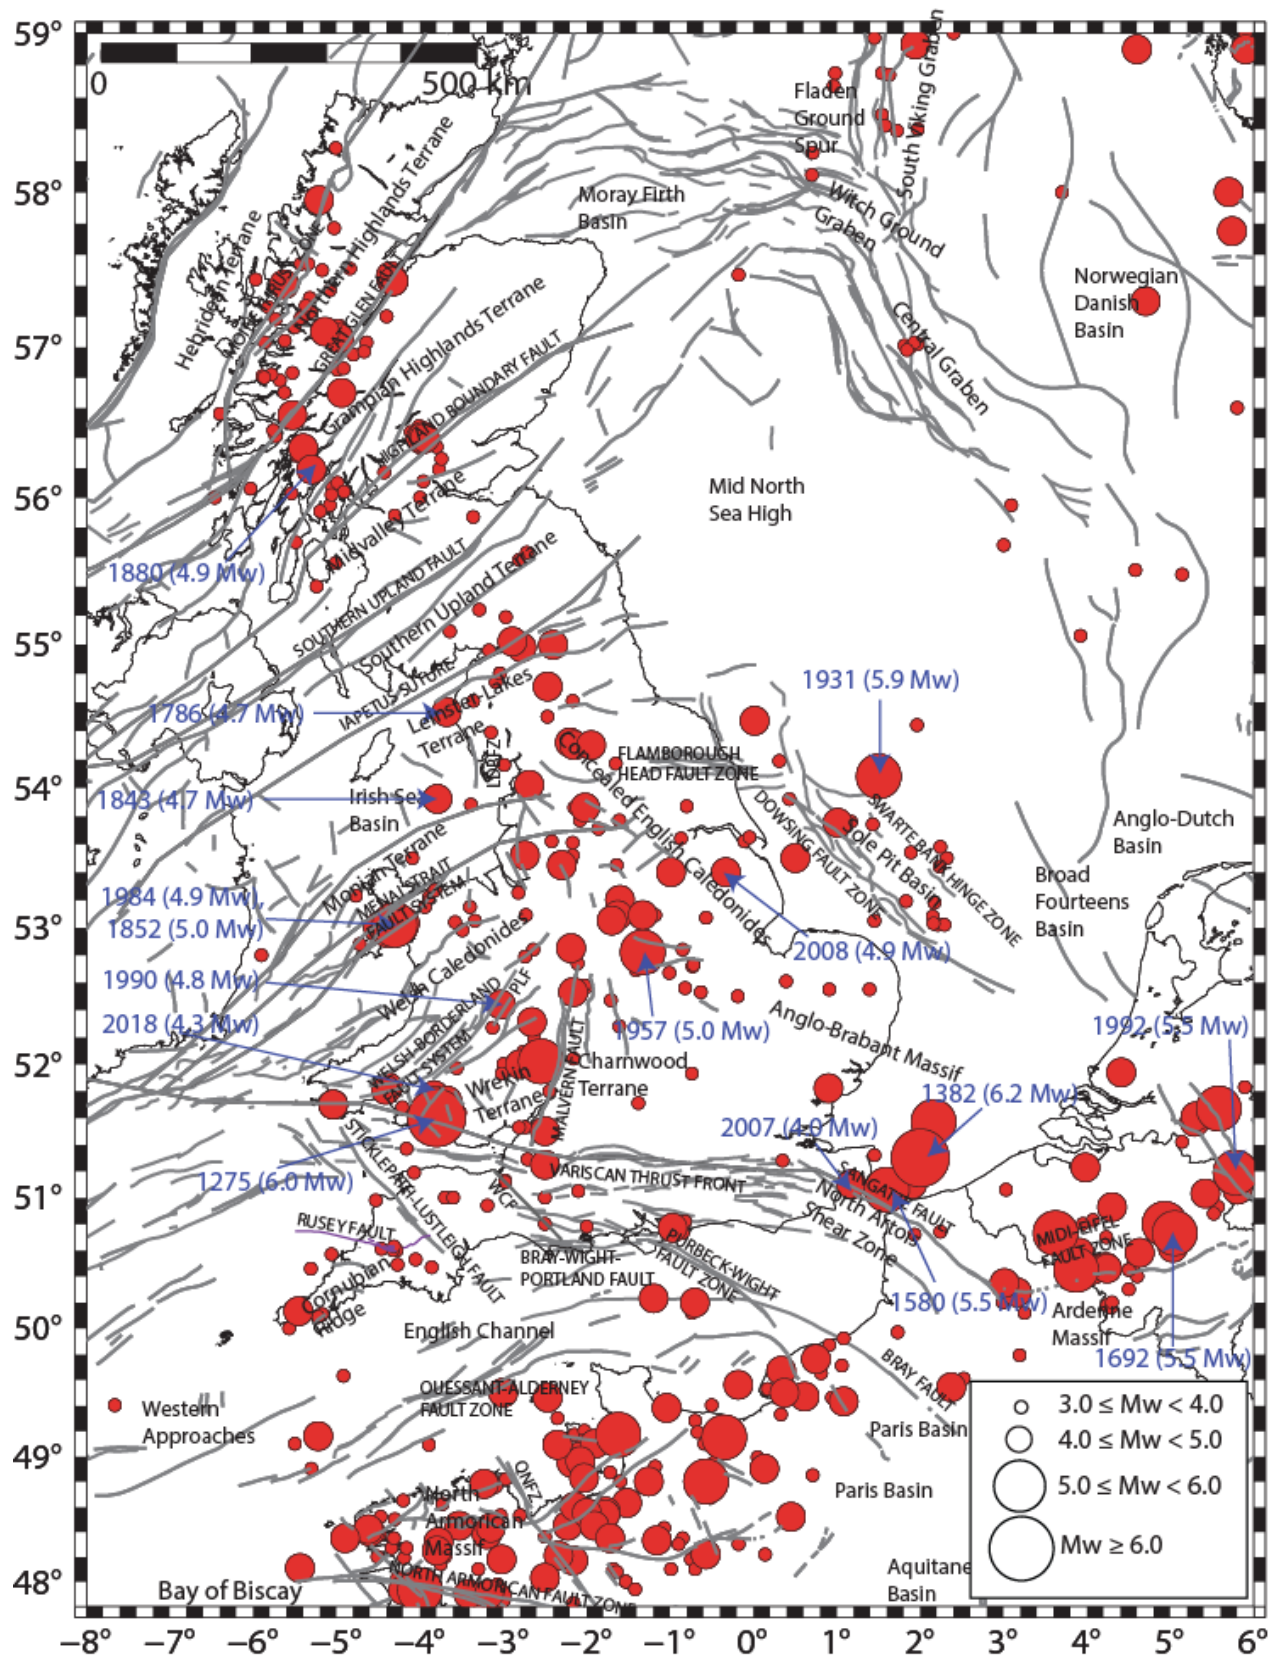 59°
0
500 km
South Viking Graben
Fladen
Ground
Spur
58°
Moray Firth
Basin
Witch Ground
Graben
Hebridean Terrane
Northern Highlands Terrane
Norwegian
Danish
Basin
57°
GREAT GLEN FAULT
Grampian Highlands Terrane
HIGHLAND BOUNDARY FAULT
Central Graben
56°
Mid North
Sea High
Midvalley Terrane
1880 (4.9 Mw)
SOUTHERN UPLAND FAULT
Southern Upland Terrane
55°
1931 (5.9 Mw)
1786 (4.7 Mw)
IAPETUS-SUTURE
Leinster-Lakes
Terrane
FLAMBOROUGH
HEAD FAULT ZONE
Concealed English Caledonides
54°
1843 (4.7 Mw)
Irish Sea
Basin
DOWSING FAULT ZONE
Sole Pit Basin
SWARTE BANK HINGE ZONE
Anglo-Dutch
Basin
Monian Terrane
MENAI STRAIT
FAULT SYSTEM
Broad
Fourteens
Basin
1984 (4.9 Mw),
1852 (5.0 Mw)
53°
2008 (4.9 Mw)
Welsh Caledonides
1990 (4.8 Mw)
PLF
2018 (4.3 Mw)
1957 (5.0 Mw)
Anglo-Brabant Massif
1992 (5.5 Mw)
52°
WELSH-BORDERLAND
FAULT SYSTEM
Wrekin
Terrane
MALVERN FAULT
Charnwood
Terrane
1382 (6.2 Mw)
2007 (4.0 Mw)
1275 (6.0 Mw)
51°
VARISCAN THRUST FRONT
SANGATTE FAULT
North Artois
Shear Zone
STICKLEPATH-LUSTLEIGH FAULT
WCF
RUSEY FAULT
BRAY-WIGHT-
PORTLAND FAULT
PURBECK-WIGHT
FAULT ZONE
MIDI-EIFEL
FAULT ZONE
Cornubian
Ridge
1580 (5.5 Mw)
Ardenne
Massif
50°
English Channel
1692 (5.5 Mw)
BRAY FAULT
OUESSANT-ALDERNEY
FAULT ZONE
Western
Approaches
Paris Basin
49°
QNFZ
North
Armorican
Massif
Paris Basin
3.0 ≤ Mw < 4.0
4.0 ≤ Mw < 5.0
5.0 ≤ Mw < 6.0
Mw ≥ 6.0
48°
NORTH ARMORICAN FAULT ZONE
Bay of Biscay
Aquitane
Basin
−8° −7° −6° −5° −4° −3° −2° −1° 0° 1° 2° 3° 4° 5° 6°